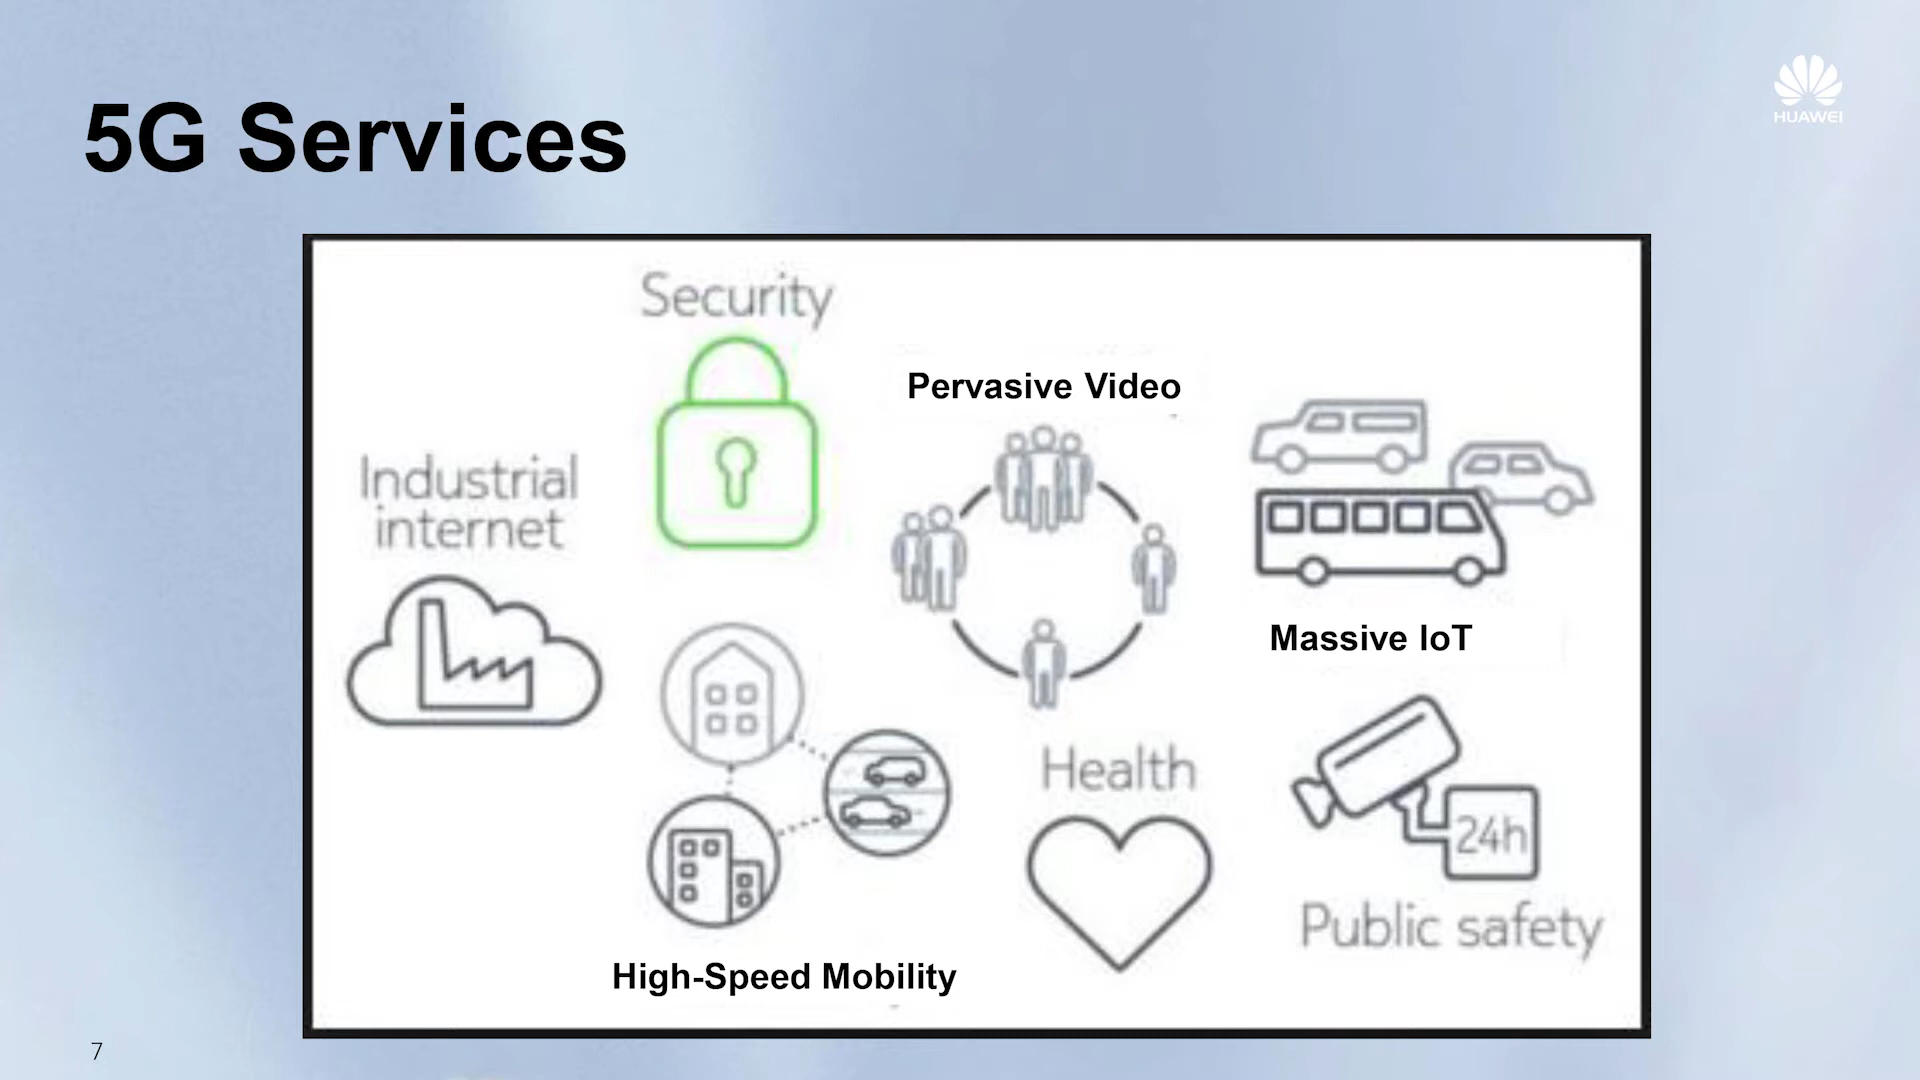 HUAWEI
5G Services
Security
Pervasive Video
Industrial
internet
Massive IoT
Health
24h
Public safety
High-Speed Mobility
7